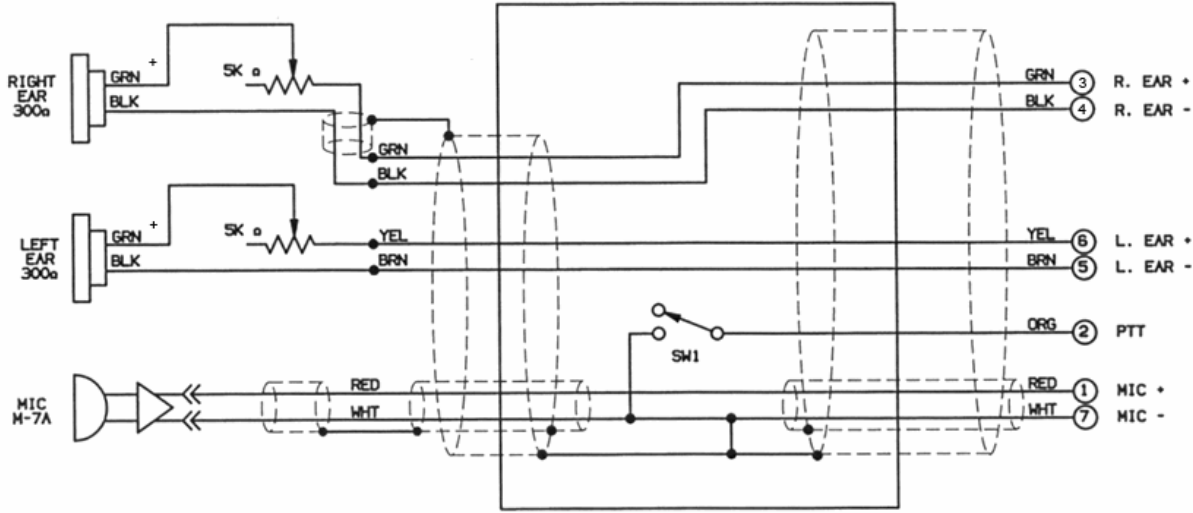 RIGHT
EAR
300Ω
GRN
+
BLK
5K Ω
GRN
BLK
GRN
3
R. EAR +
BLK
4
R. EAR -
LEFT
EAR
300Ω
GRN
+
BLK
5K Ω
YEL
BRN
YEL
6
L. EAR +
BRN
5
L. EAR -
SW1
ORG
2
PTT
MIC
M-7A
RED
WHT
RED
1
MIC +
WHT
7
MIC -